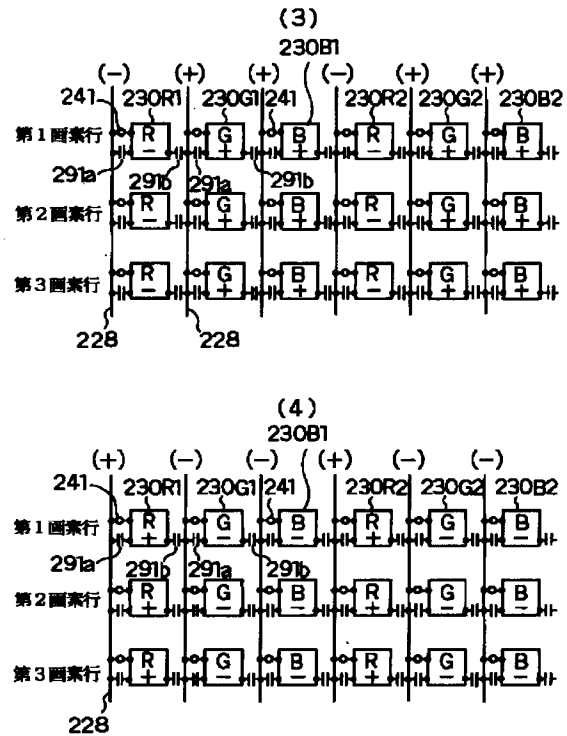 (3)
230B1
(-) (+) (+) (-) (+) (+)
241 230R1 230G1 241 230R2 230G2 230B2
第1画素行 R - G + B + R - G + B +
291a 291b 291a 291b
第2画素行 R - G + B + R - G + B +
第3画素行 R - G + B + R - G + B +
228 228
(4)
230B1
(+) (-) (-) (+) (-) (-)
241 230R1 230G1 241 230R2 230G2 230B2
第1画素行 R + G - B - R + G - B -
291a 291b 291a 291b
第2画素行 R + G - B - R + G - B -
第3画素行 R + G - B - R + G - B -
228